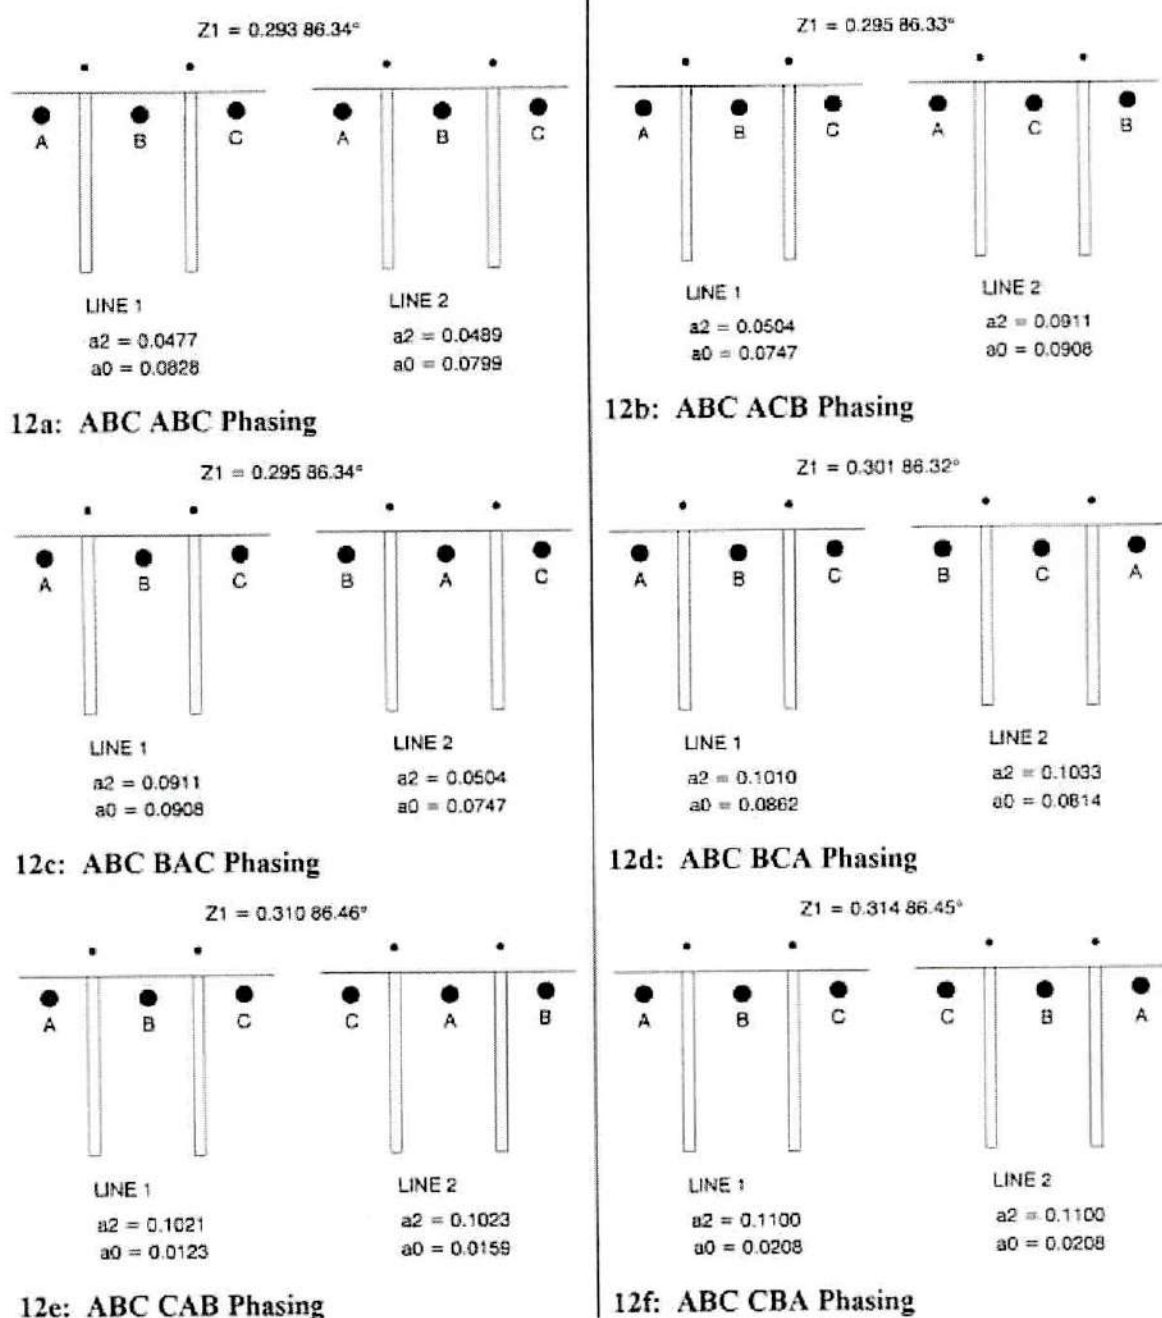 Z1 = 0.293 86.34°
A B C A B C
LINE 1
a2 = 0.0477
a0 = 0.0828
LINE 2
a2 = 0.0489
a0 = 0.0799
12a: ABC ABC Phasing
Z1 = 0.295 86.33°
A B C A C B
LINE 1
a2 = 0.0504
a0 = 0.0747
LINE 2
a2 = 0.0911
a0 = 0.0908
12b: ABC ACB Phasing
Z1 = 0.295 86.34°
A B C B A C
LINE 1
a2 = 0.0911
a0 = 0.0908
LINE 2
a2 = 0.0504
a0 = 0.0747
12c: ABC BAC Phasing
Z1 = 0.301 86.32°
A B C B C A
LINE 1
a2 = 0.1010
a0 = 0.0862
LINE 2
a2 = 0.1033
a0 = 0.0814
12d: ABC BCA Phasing
Z1 = 0.310 86.46°
A B C C A B
LINE 1
a2 = 0.1021
a0 = 0.0123
LINE 2
a2 = 0.1023
a0 = 0.0159
12e: ABC CAB Phasing
Z1 = 0.314 86.45°
A B C C B A
LINE 1
a2 = 0.1100
a0 = 0.0208
LINE 2
a2 = 0.1100
a0 = 0.0208
12f: ABC CBA Phasing